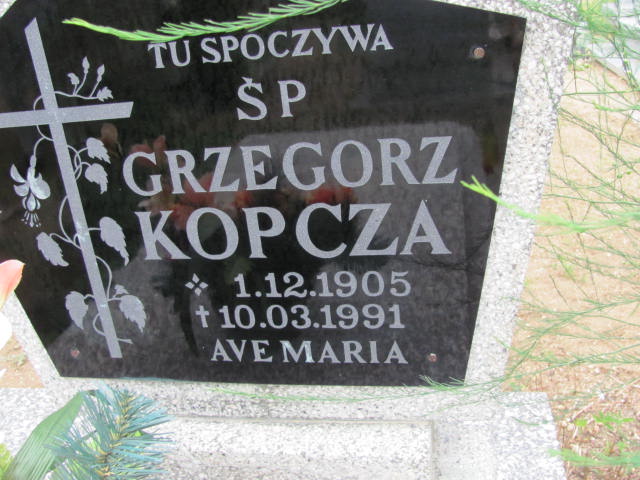 TU SPOCZYWA
ŚP
GRZEGORZ
KOPCZA
1.12.1905
†10.03.1991
AVE MARIA